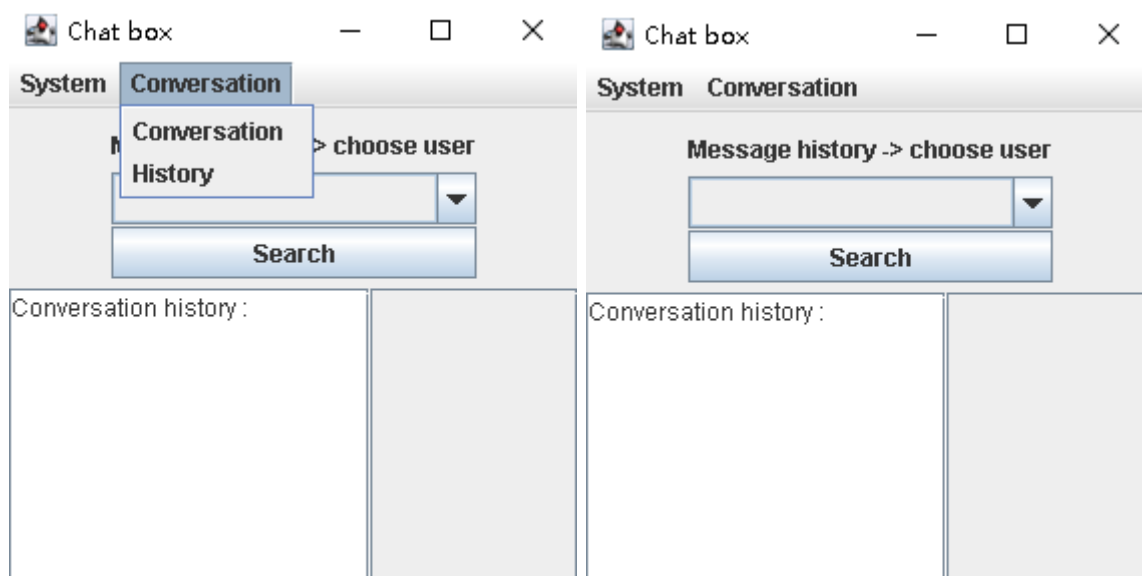 Chat box
System Conversation
Conversation
> choose user
History
Search
Conversation history :
Chat box
System Conversation
Message history -> choose user
Search
Conversation history :